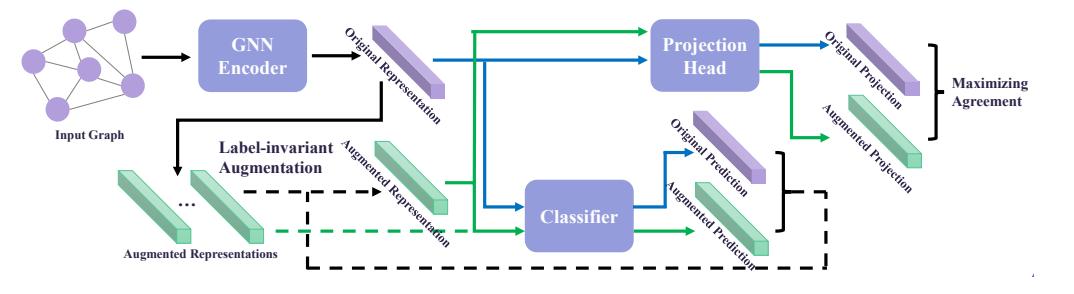 GNN
Encoder
Original Representation
Projection
Head
Original Projection
Maximizing
Agreement
Input Graph
Augmented Projection
Label-invariant
Augmentation
Augmented Representation
Original Prediction
...
Classifier
Augmented Prediction
Augmented Representations